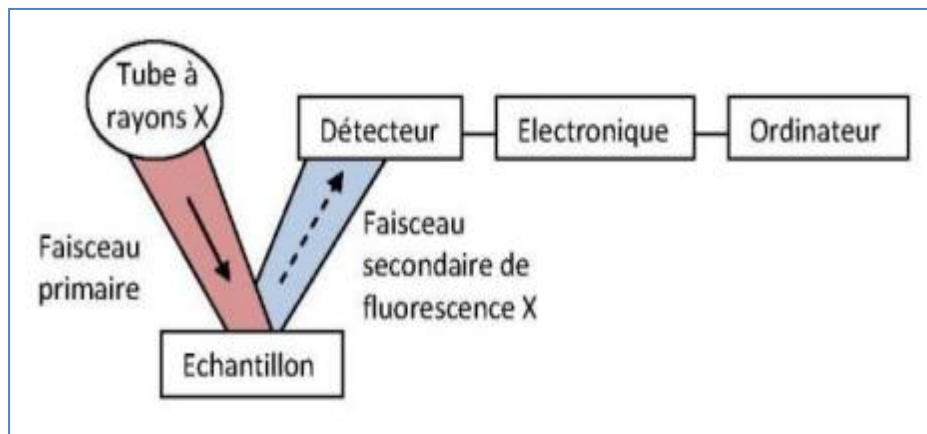 Tube à
rayons X
Détecteur
Electronique
Ordinateur
Faisceau
primaire
Faisceau
secondaire de
fluorescence X
Echantillon